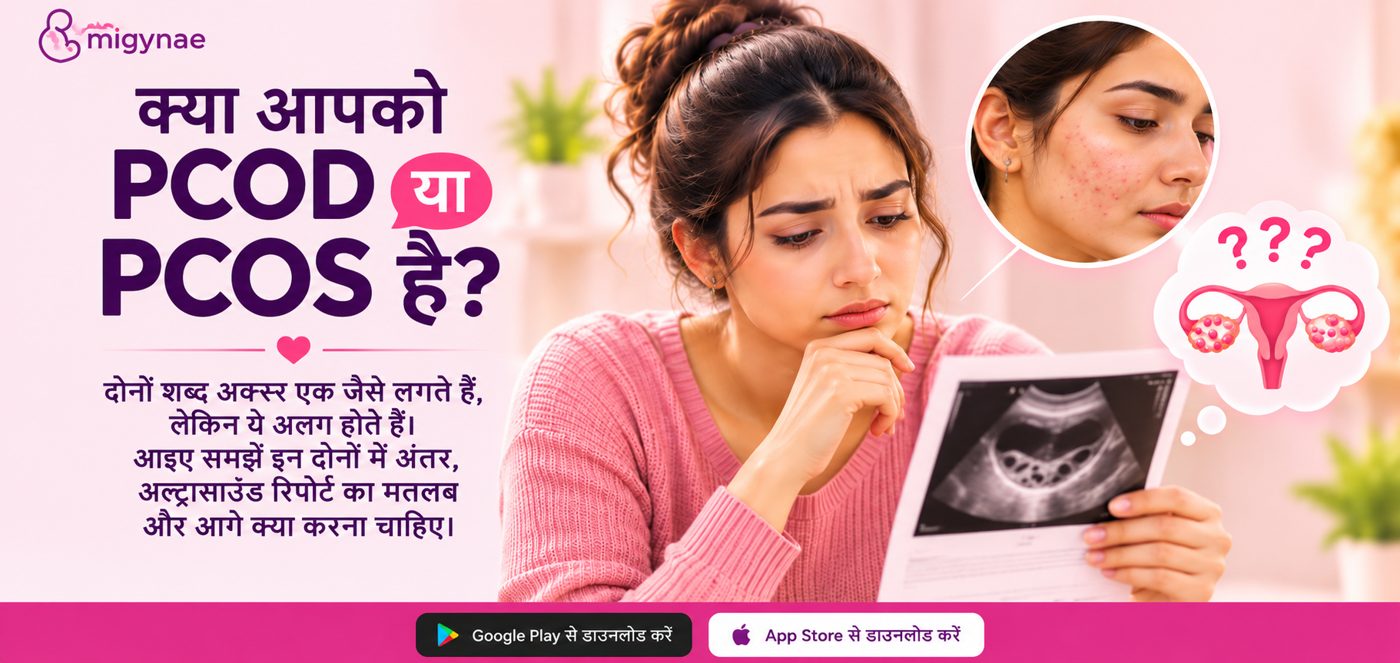 migynae
क्या आपको
PCOD या
PCOS है?
दोनों शब्द अक्सर एक जैसे लगते हैं,
लेकिन ये अलग होते हैं।
आइए समझें इन दोनों में अंतर,
अल्ट्रासाउंड रिपोर्ट का मतलब
और आगे क्या करना चाहिए।
???
Google Play से डाउनलोड करें
App Store से डाउनलोड करें